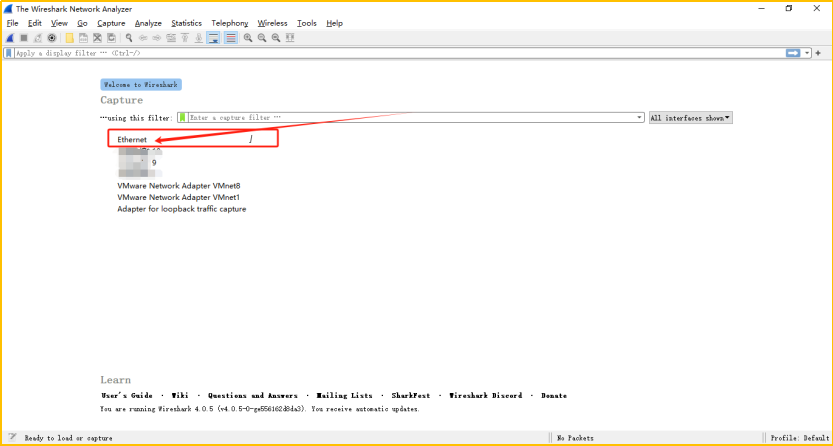 The Wireshark Network Analyzer
File Edit View Go Capture Analyze Statistics Telephony Wireless Tools Help
Apply a display filter ... <Ctrl-/>
Welcome to Wireshark
Capture
...using this filter: Enter a capture filter ... All interfaces shown
Ethernet
9
VMware Network Adapter VMnet8
VMware Network Adapter VMnet1
Adapter for loopback traffic capture
Learn
User's Guide · Wiki · Questions and Answers · Mailing Lists · SharkFest · Wireshark Discord · Donate
You are running Wireshark 4.0.5 (v4.0.5-0-ge556162d8da3). You receive automatic updates.
Ready to load or capture No Packets Profile: Default